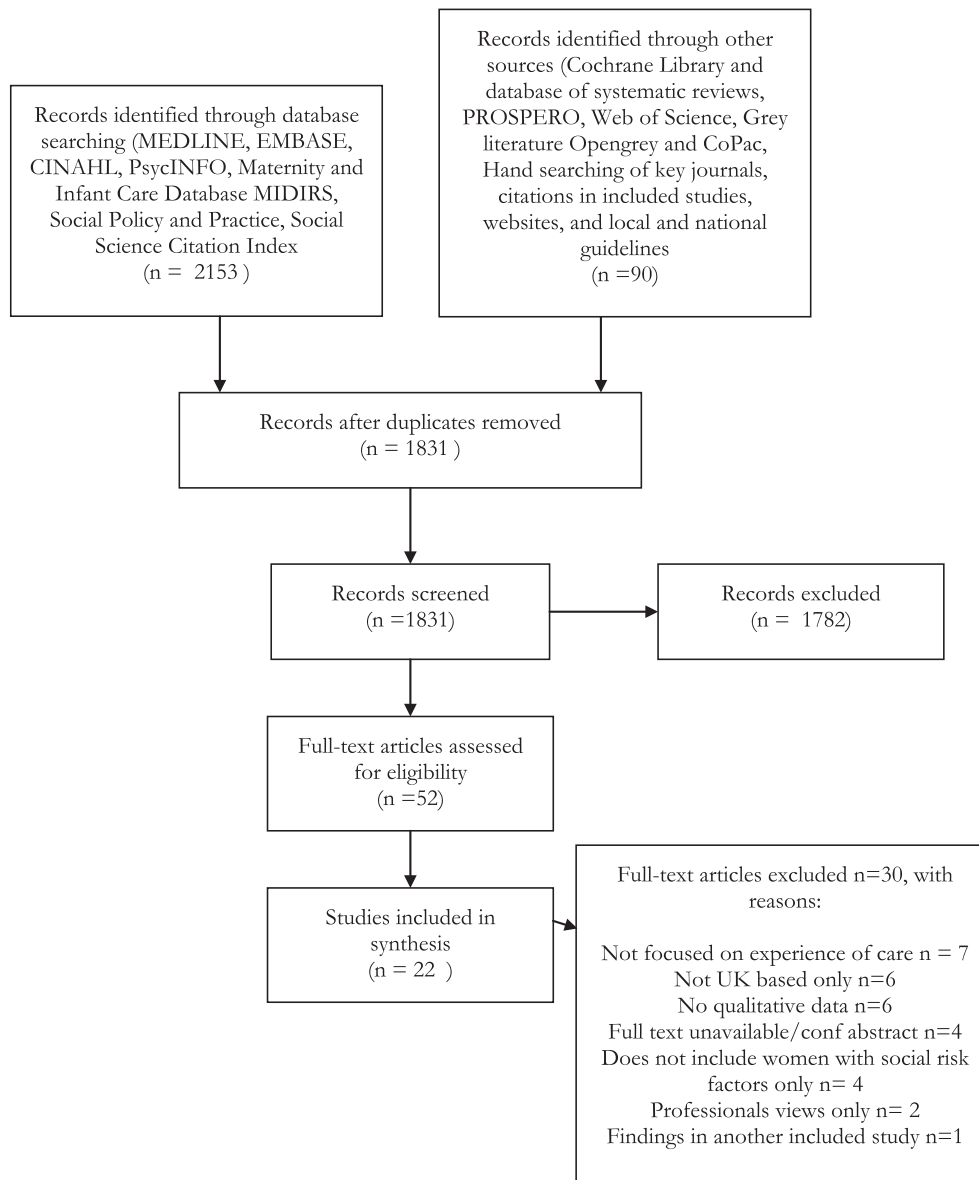 Records identified through database
searching (MEDLINE, EMBASE,
CINAHL, PsycINFO, Maternity and
Infant Care Database MIDIRS,
Social Policy and Practice, Social
Science Citation Index
(n = 2153 )
Records identified through other
sources (Cochrane Library and
database of systematic reviews,
PROSPERO, Web of Science, Grey
literature Opengrey and CoPac,
Hand searching of key journals,
citations in included studies,
websites, and local and national
guidelines
(n =90)
Records after duplicates removed
(n = 1831 )
Records screened
(n =1831)
Records excluded
(n = 1782)
Full-text articles assessed
for eligibility
(n =52)
Studies included in
synthesis
(n = 22 )
Full-text articles excluded n=30, with
reasons:
Not focused on experience of care n = 7
Not UK based only n=6
No qualitative data n=6
Full text unavailable/conf abstract n=4
Does not include women with social risk
factors only n= 4
Professionals views only n= 2
Findings in another included study n=1